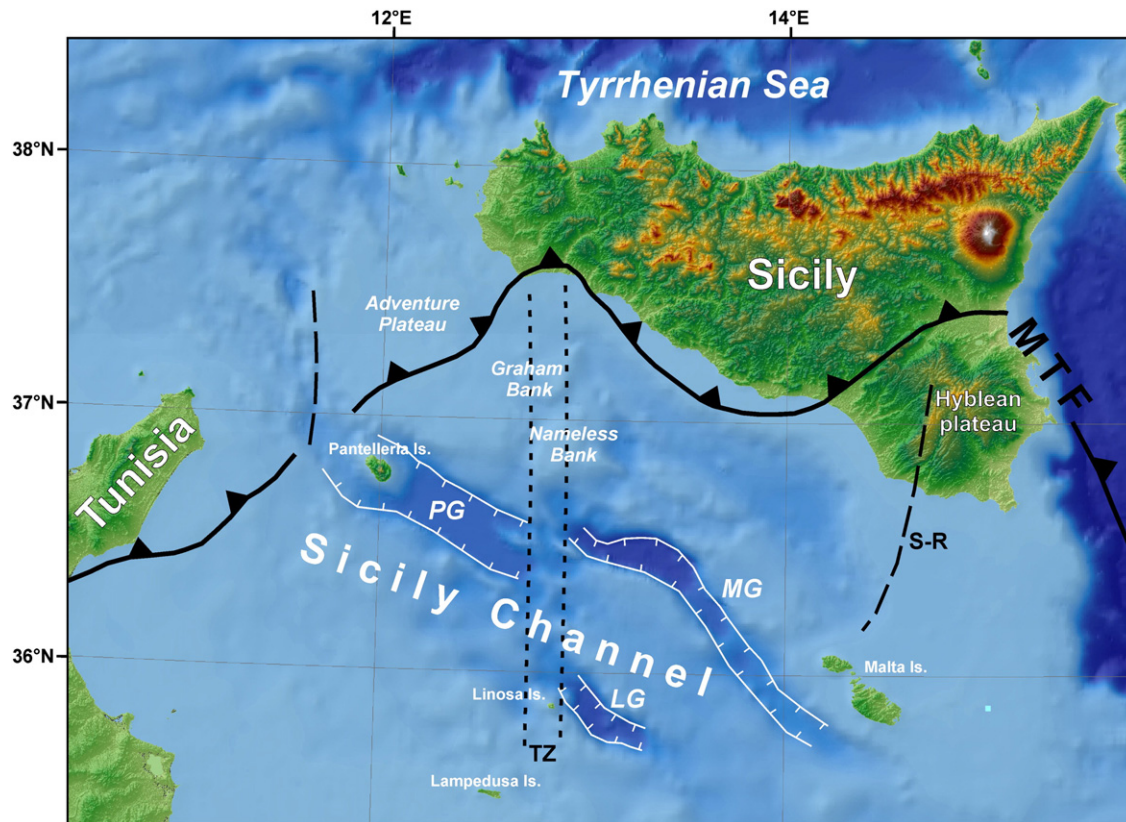 12°E
14°E
Tyrrhenian Sea
38°N
Sicily
Adventure
Plateau
MTF
Graham
Bank
37°N
Hyblean
plateau
Tunisia
Nameless
Bank
Pantelleria Is.
PG
S-R
Sicily Channel
MG
36°N
Malta Is.
Linosa Is.
LG
TZ
Lampedusa Is.